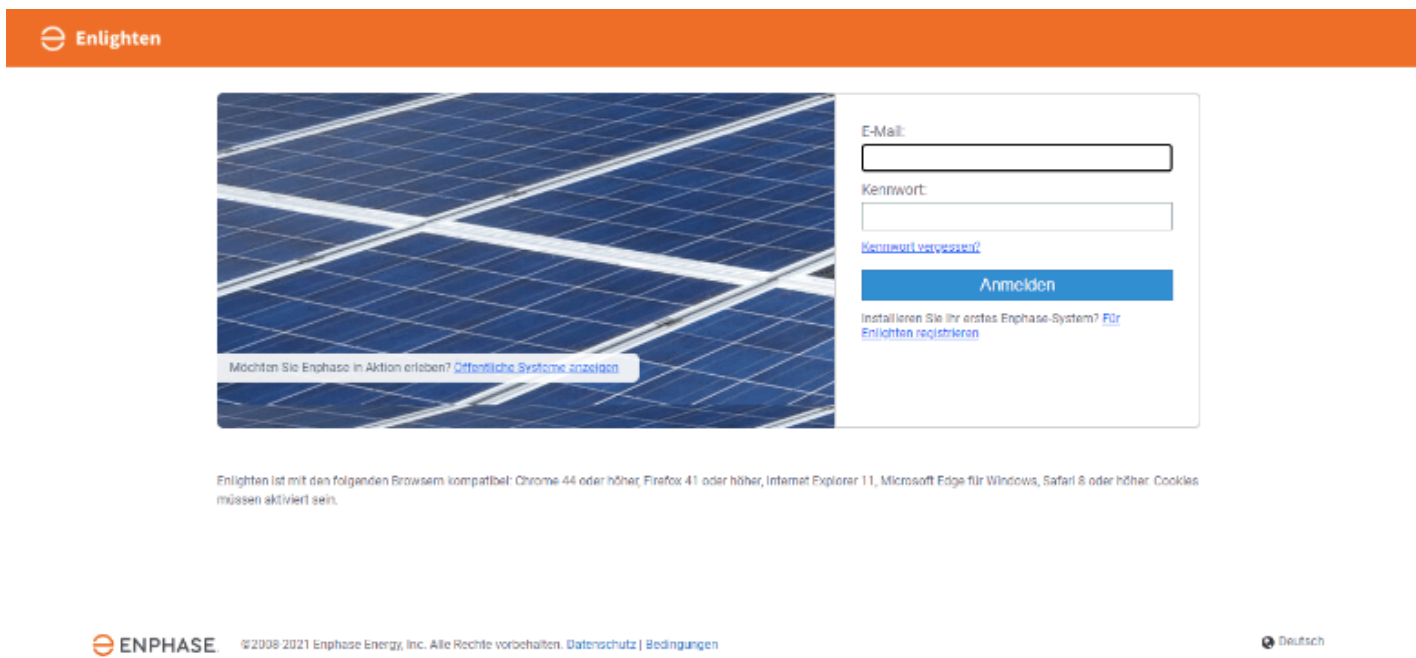 Enlighten
E-Mail:
Kennwort:
Kennwort vergessen?
Anmelden
Installieren Sie Ihr erstes Enphase-System? Für
Enlighten registrieren
Möchten Sie Enphase in Aktion erleben? Öffentliche Systeme anzeigen
Enlighten ist mit den folgenden Browsern kompatibel: Chrome 44 oder höher, Firefox 41 oder höher, Internet Explorer 11, Microsoft Edge für Windows, Safari 8 oder höher. Cookies
müssen aktiviert sein.
ENPHASE. ©2008-2021 Enphase Energy, Inc. Alle Rechte vorbehalten. Datenschutz | Bedingungen
Deutsch